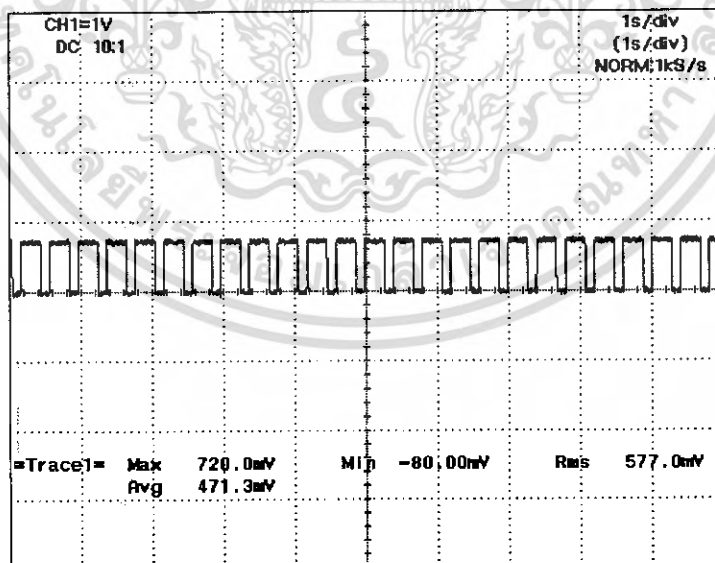 CH1=1V
DC 10:1
1s/div
(1s/div)
NORM:1kS/s
=Trace1= Max 720.0mV Min -80.00mV Rms 577.0mV
Avg 471.3mV